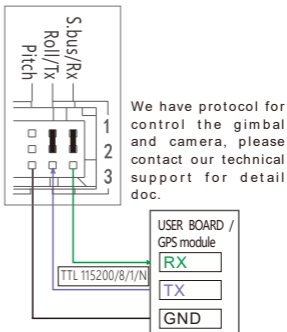 S.bus/Rx
Roll/Tx
Pitch
1
2
3
We have protocol for
control the gimbal
and camera, please
contact our technical
support for detail
doc.
USER BOARD /
GPS module
RX
TTL 115200/8/1/N
TX
GND